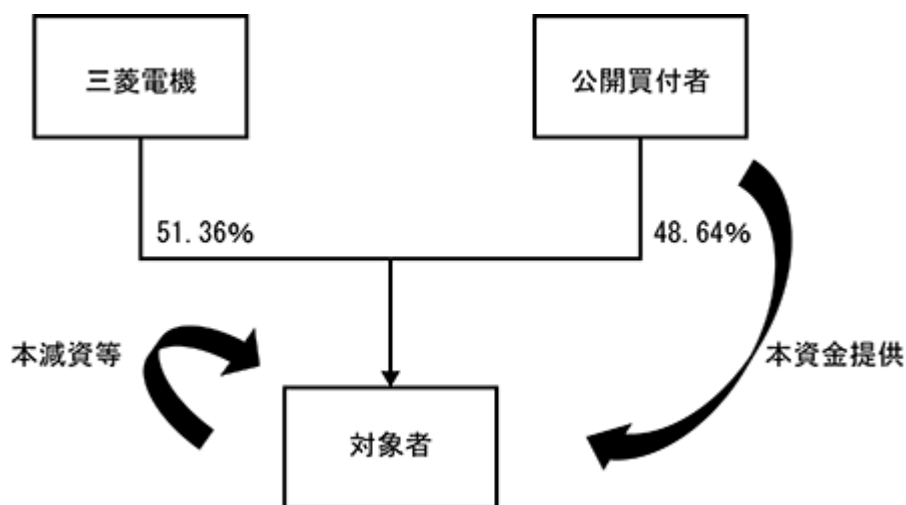 三菱電機
公開買付者
51.36%
48.64%
本減資等
本資金提供
対象者